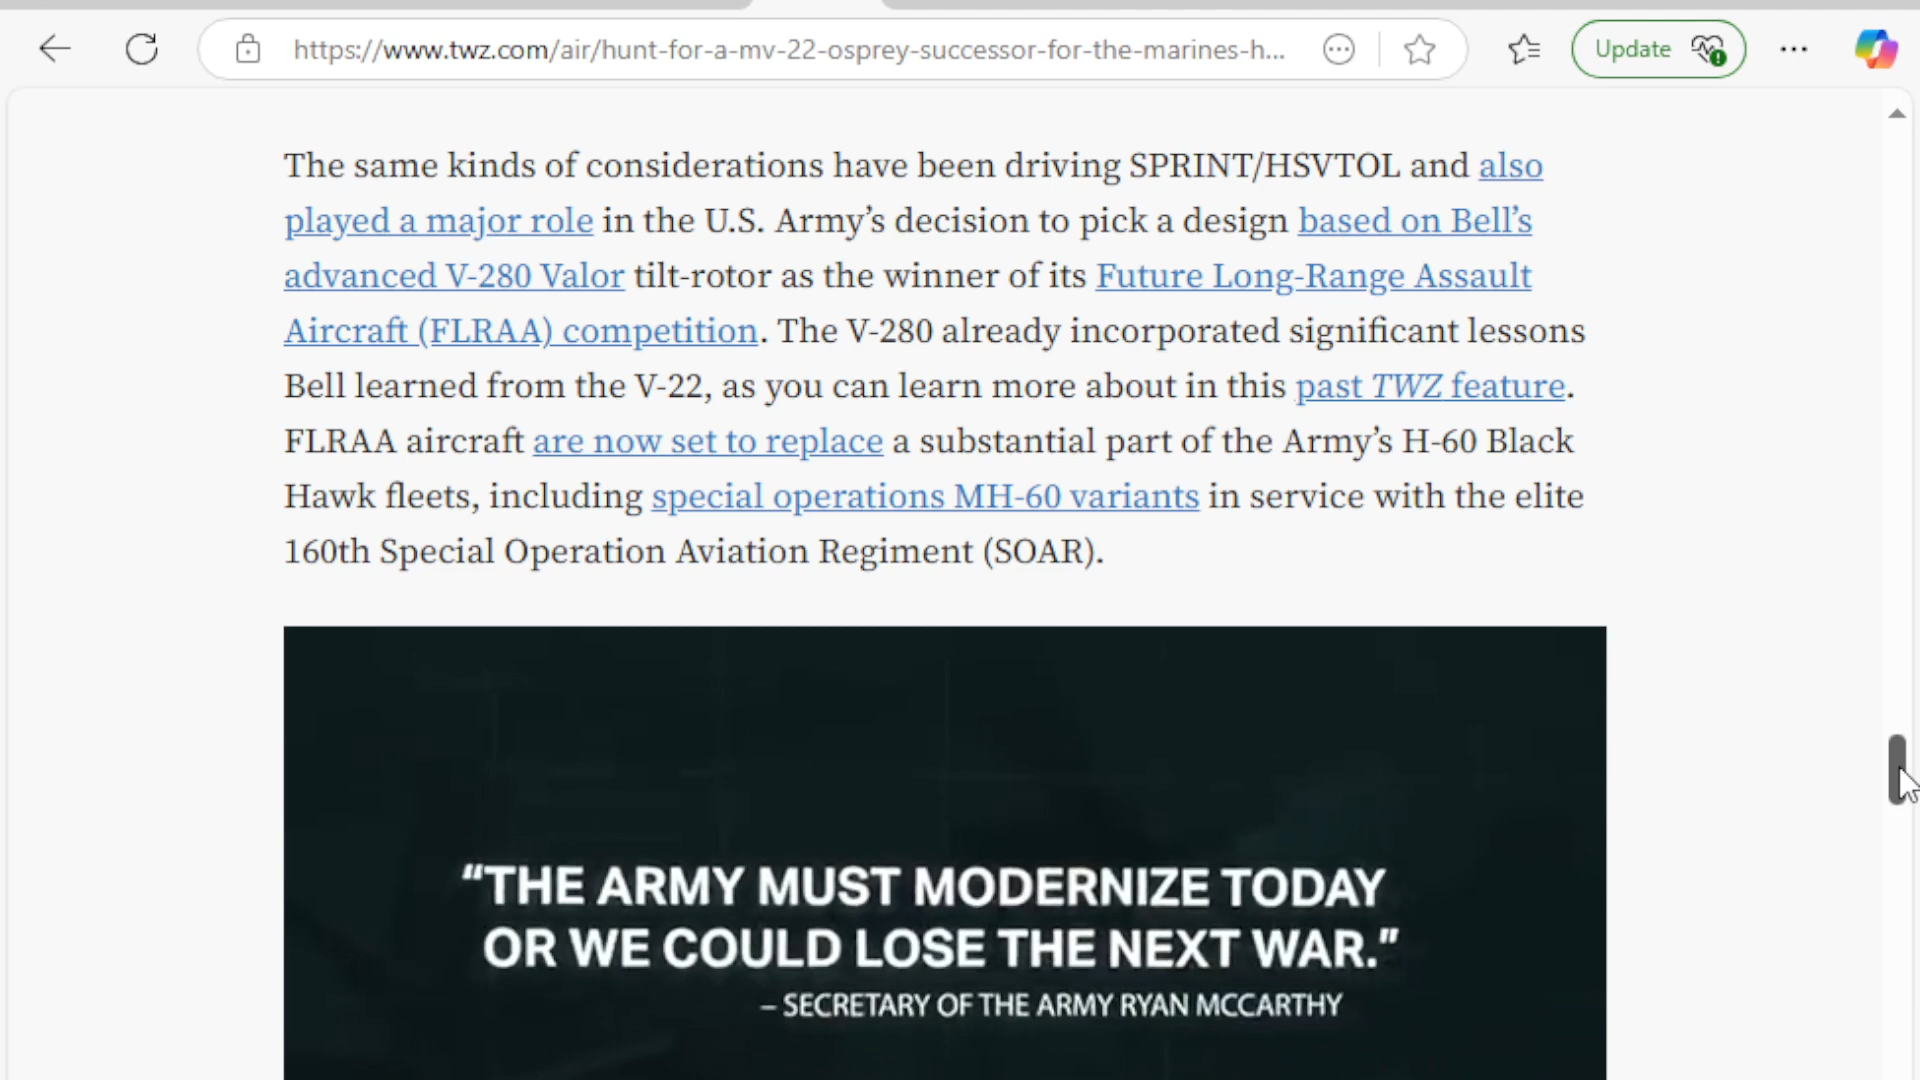 https://www.twz.com/air/hunt-for-a-mv-22-osprey-successor-for-the-marines-h...
Update
The same kinds of considerations have been driving SPRINT/HSVTOL and also
played a major role in the U.S. Army’s decision to pick a design based on Bell’s
advanced V-280 Valor tilt-rotor as the winner of its Future Long-Range Assault
Aircraft (FLRAA) competition. The V-280 already incorporated significant lessons
Bell learned from the V-22, as you can learn more about in this past TWZ feature.
FLRAA aircraft are now set to replace a substantial part of the Army’s H-60 Black
Hawk fleets, including special operations MH-60 variants in service with the elite
160th Special Operation Aviation Regiment (SOAR).
“THE ARMY MUST MODERNIZE TODAY
OR WE COULD LOSE THE NEXT WAR.”
– SECRETARY OF THE ARMY RYAN MCCARTHY